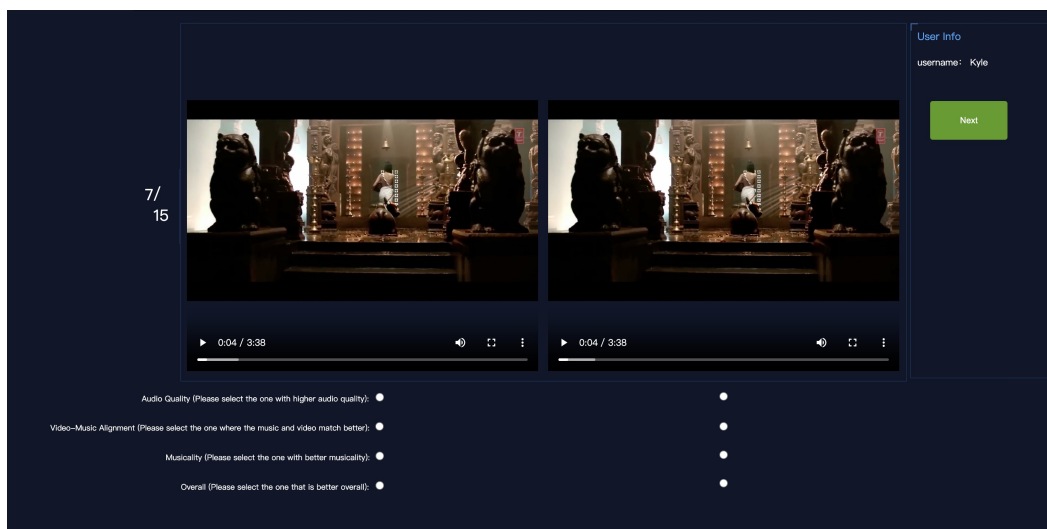 User Info
username: Kyle
Next
7/
15
T
T
0:04 / 3:38
0:04 / 3:38
Audio Quality (Please select the one with higher audio quality):
Video-Music Alignment (Please select the one where the music and video match better):
Musicality (Please select the one with better musicality):
Overall (Please select the one that is better overall):